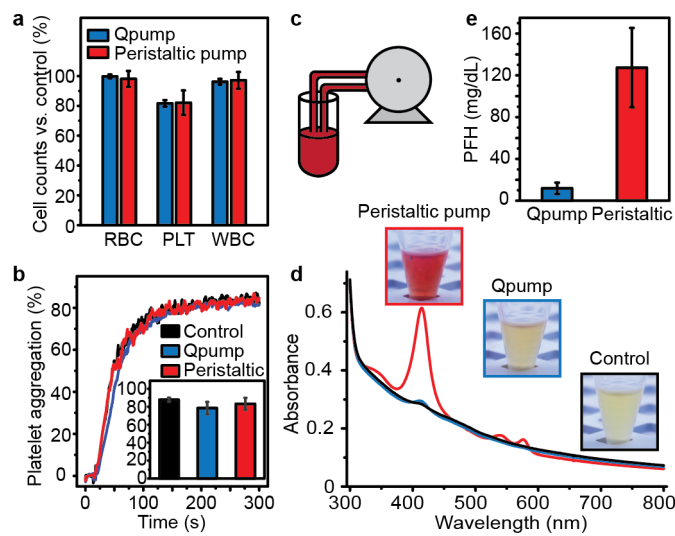 a
Qpump
Peristaltic pump
Cell counts vs. control (%)
100
80
60
40
20
0
RBC PLT WBC
c
e
PFH (mg/dL)
160
120
80
40
0
Qpump Peristaltic
b
Platelet aggregation (%)
80
60
40
20
0
Control
Qpump
Peristaltic
100
80
60
40
20
0
0 100 200 300
Time (s)
d
Peristaltic pump
Qpump
Control
Absorbance
0.6
0.4
0.2
0
300 400 500 600 700 800
Wavelength (nm)